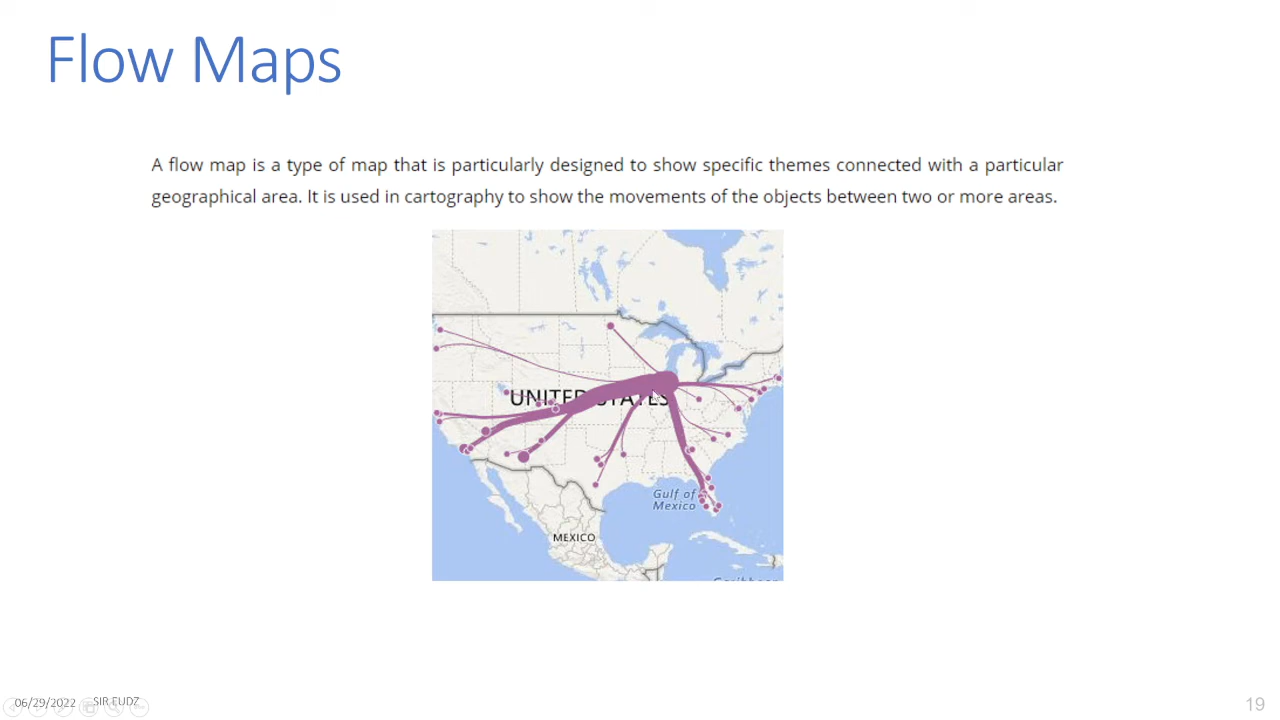 Flow Maps
A flow map is a type of map that is particularly designed to show specific themes connected with a particular
geographical area. It is used in cartography to show the movements of the objects between two or more areas.
UNITED STATES
Gulf of
Mexico
MEXICO
06/29/2022 SIR EUDZ
19